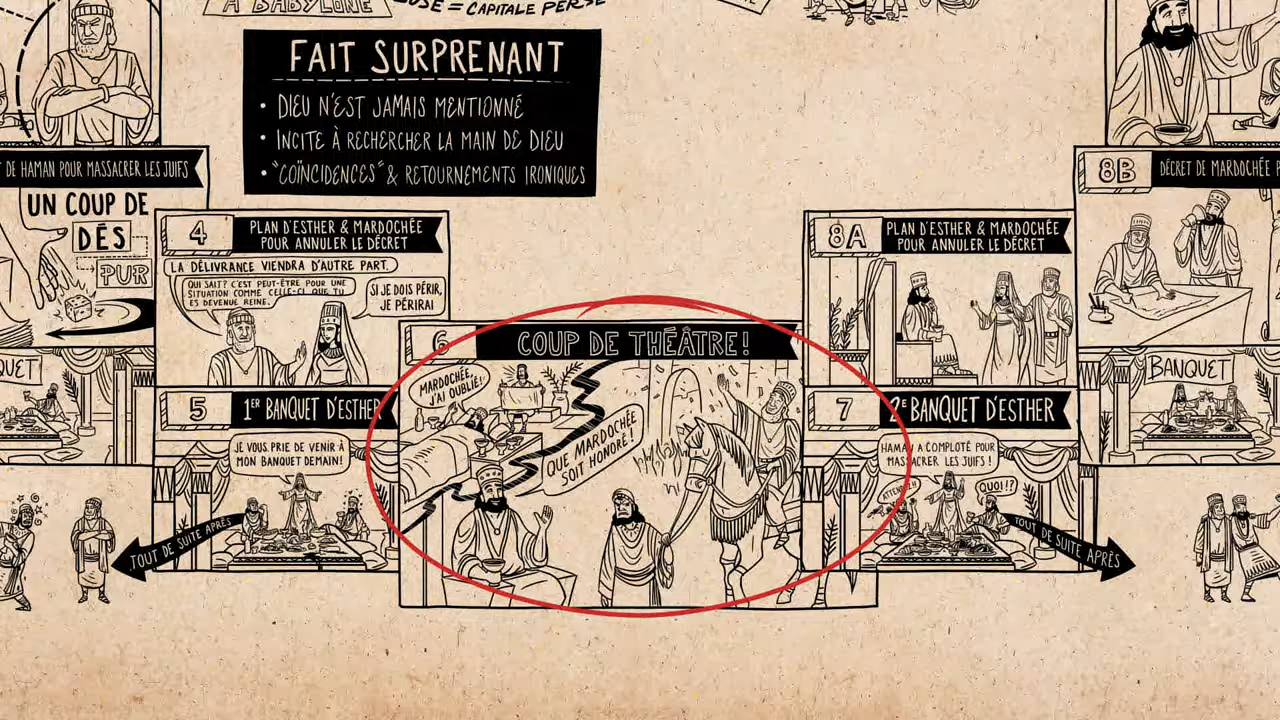 À BABYLONE
SUSE = CAPITALE PERSE
FAIT SURPRENANT
• DIEU N'EST JAMAIS MENTIONNÉ
• INCITE À RECHERCHER LA MAIN DE DIEU
• "COÏNCIDENCES" & RETOURNEMENTS IRONIQUES
DE HAMAN POUR MASSACRER LES JUIFS
UN COUP DE
DÉS
PUR
4
PLAN D'ESTHER & MARDOCHÉE
POUR ANNULER LE DÉCRET
LA DÉLIVRANCE VIENDRA D'AUTRE PART.
QUI SAIT? C'EST PEUT-ÊTRE POUR UNE
SITUATION COMME CELLE-CI QUE TU
ES DEVENUE REINE.
SI JE DOIS PÉRIR,
JE PÉRIRAI
5
1ER BANQUET D'ESTHER
JE VOUS PRIE DE VENIR À
MON BANQUET DEMAIN!
TOUT DE SUITE APRÈS
6
COUP DE THÉÂTRE!
MARDOCHÉE,
J'AI OUBLIÉ!
QUE MARDOCHÉE
SOIT HONORÉ!
8A
PLAN D'ESTHER & MARDOCHÉE
POUR ANNULER LE DÉCRET
7
2E BANQUET D'ESTHER
HAMAN A COMPLOTÉ POUR
MASSACRER LES JUIFS!
QUOI!?
TOUT DE SUITE APRÈS
8B
DÉCRET DE MARDOCHÉE
BANQUET